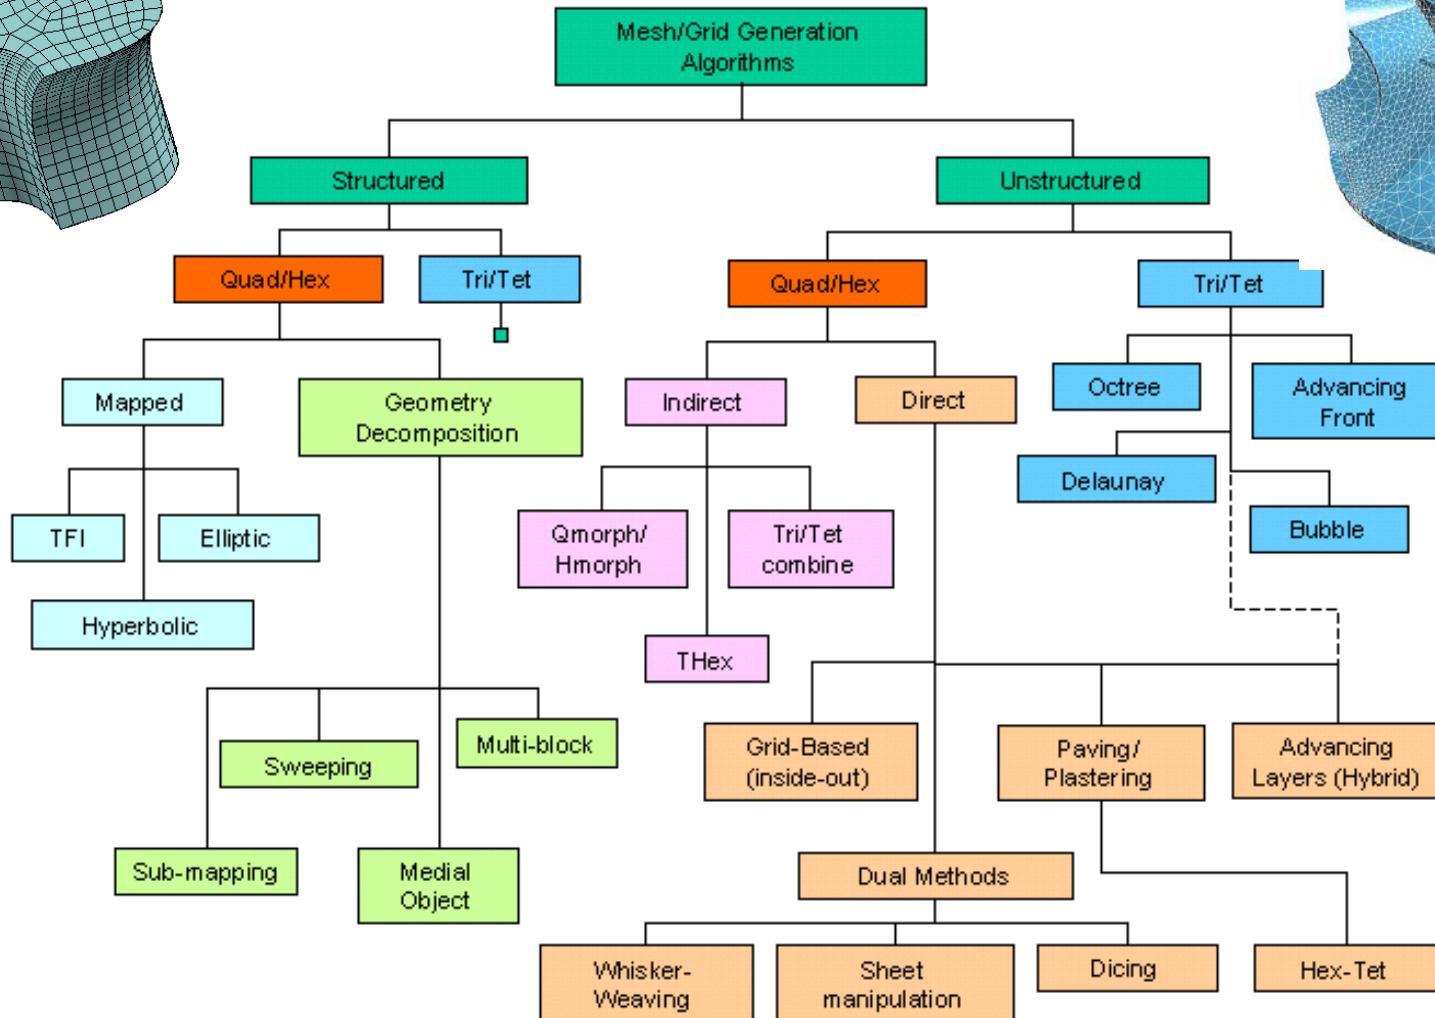 Mesh/Grid Generation
Algorithms
Structured
Unstructured
Quad/Hex
Tri/Tet
Quad/Hex
Tri/Tet
Mapped
Geometry
Decomposition
Indirect
Direct
Octree
Advancing
Front
Delaunay
TFI
Elliptic
Qmorph/
Hmorph
Tri/Tet
combine
Bubble
Hyperbolic
THex
Sweeping
Multi-block
Grid-Based
(inside-out)
Paving/
Plastering
Advancing
Layers (Hybrid)
Sub-mapping
Medial
Object
Dual Methods
Whisker-
Weaving
Sheet
manipulation
Dicing
Hex-Tet